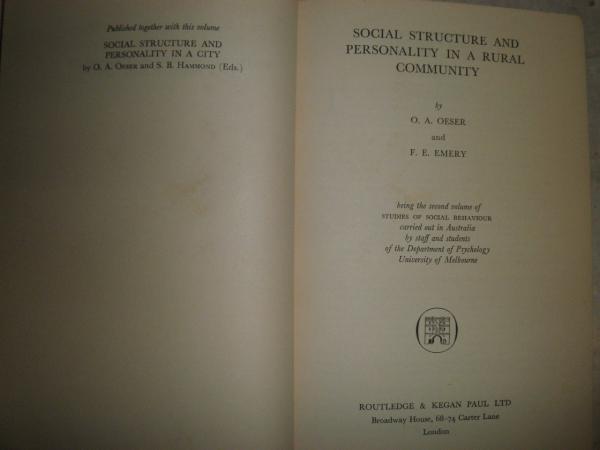 Published together with this volume
SOCIAL STRUCTURE AND
PERSONALITY IN A CITY
by O. A. OESER and S. B. HAMMOND (Eds.)
SOCIAL STRUCTURE AND
PERSONALITY IN A RURAL
COMMUNITY
by
O. A. OESER
and
F. E. EMERY
being the second volume of
STUDIES OF SOCIAL BEHAVIOUR
carried out in Australia
by staff and students
of the Department of Psychology
University of Melbourne
ROUTLEDGE & KEGAN PAUL LTD
Broadway House, 68-74 Carter Lane
London